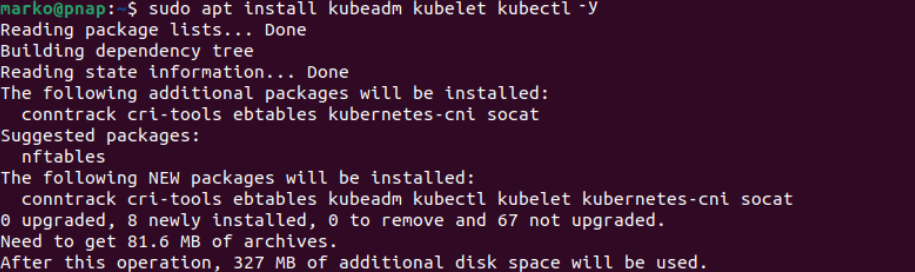 marko@pnap:~$ sudo apt install kubeadm kubelet kubectl -y
Reading package lists... Done
Building dependency tree
Reading state information... Done
The following additional packages will be installed:
  conntrack cri-tools ebtables kubernetes-cni socat
Suggested packages:
  nftables
The following NEW packages will be installed:
  conntrack cri-tools ebtables kubeadm kubectl kubelet kubernetes-cni socat
0 upgraded, 8 newly installed, 0 to remove and 67 not upgraded.
Need to get 81.6 MB of archives.
After this operation, 327 MB of additional disk space will be used.